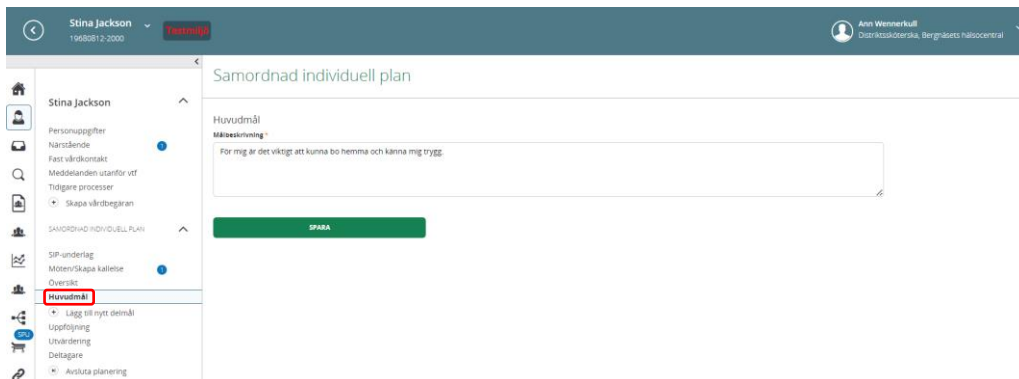 Stina Jackson
19680812-2000
Testmiljö
Ann Wennerkull
Distriktssköterska, Bergnäsets hälsocentral
Stina Jackson
Personuppgifter
Närstående 1
Fast vårdkontakt
Meddelanden utanför vtf
Tidigare processer
Skapa vårdbegäran
SAMORDNAD INDIVIDUELL PLAN
SIP-underlag
Möten/Skapa kallelse 1
Översikt
Huvudmål
Lägg till nytt delmål
Uppföljning
Utvärdering
Deltagare
Avsluta planering
SPU
Samordnad individuell plan
Huvudmål
Målbeskrivning *
För mig är det viktigt att kunna bo hemma och känna mig trygg.
SPARA